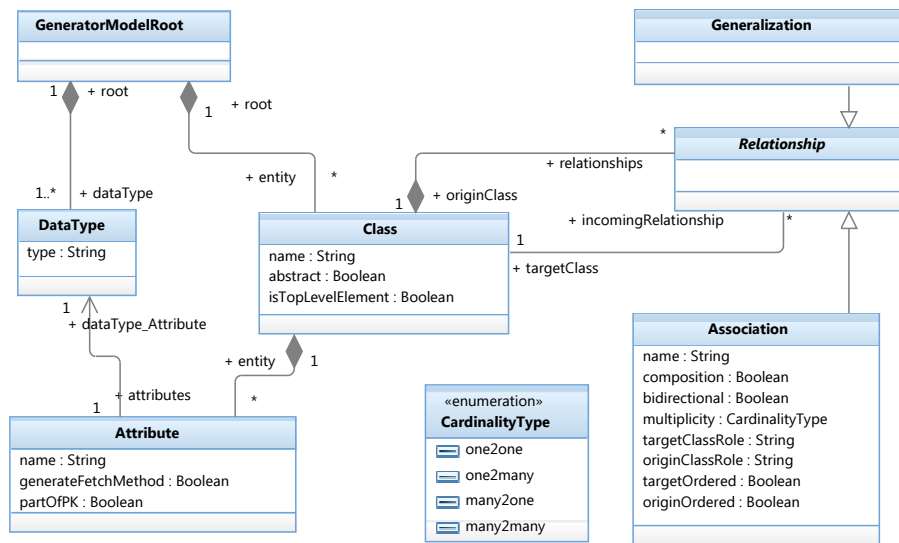 GeneratorModelRoot
Generalization
1
+ root
+ root
1
*
Relationship
+ relationships
+ entity
*
1..*
+ dataType
1
+ originClass
+ incomingRelationship
*
DataType
type : String
Class
name : String
abstract : Boolean
isTopLevelElement : Boolean
1
+ targetClass
1
+ dataType_Attribute
+ entity
1
Association
name : String
composition : Boolean
bidirectional : Boolean
multiplicity : CardinalityType
targetClassRole : String
originClassRole : String
targetOrdered : Boolean
originOrdered : Boolean
+ attributes
1
*
«enumeration»
CardinalityType
one2one
one2many
many2one
many2many
Attribute
name : String
generateFetchMethod : Boolean
partOfPK : Boolean